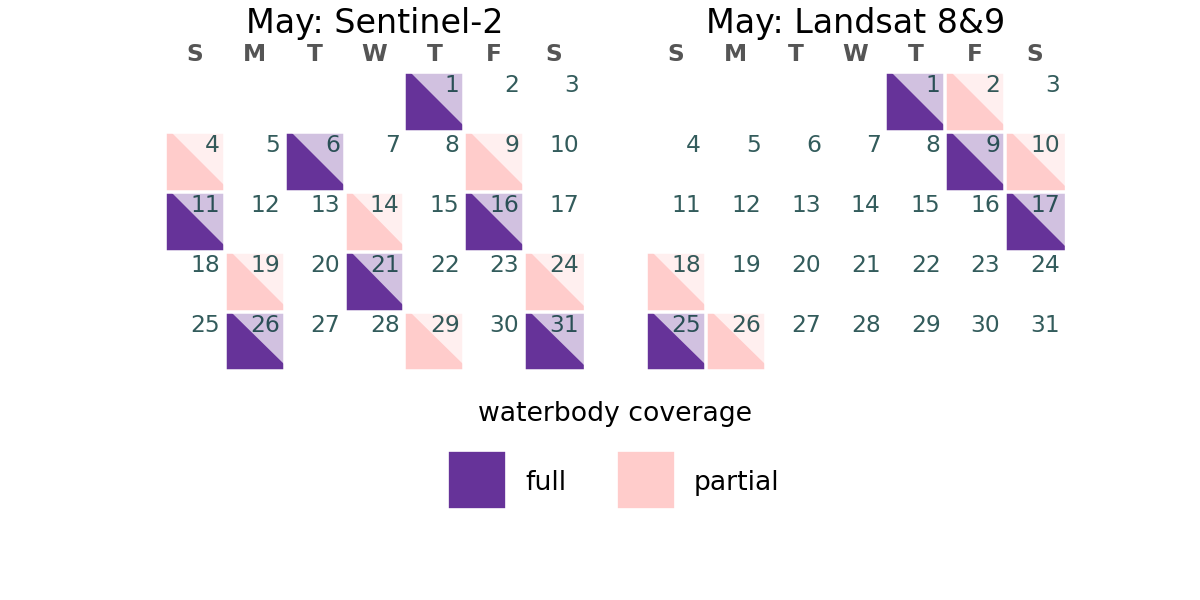 May: Sentinel-2
S M T W T F S
1 2 3
4 5 6 7 8 9 10
11 12 13 14 15 16 17
18 19 20 21 22 23 24
25 26 27 28 29 30 31
May: Landsat 8&9
S M T W T F S
1 2 3
4 5 6 7 8 9 10
11 12 13 14 15 16 17
18 19 20 21 22 23 24
25 26 27 28 29 30 31
waterbody coverage
full partial